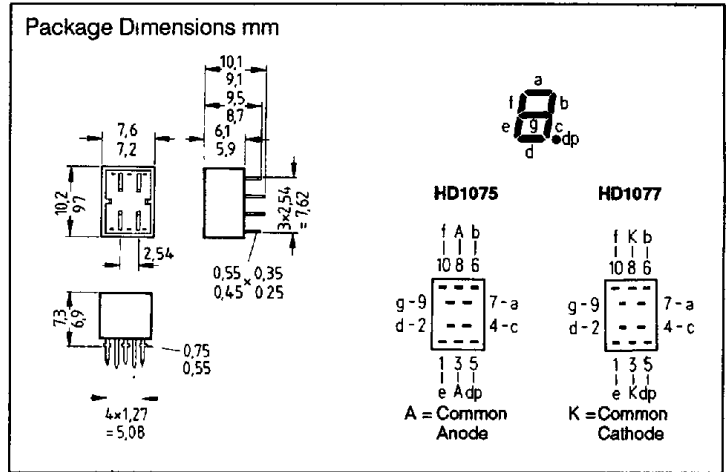 Package Dimensions mm
10,1
9,1
9,5
8,7
6,1
5,9
7,6
7,2
10,2
97
2,54
3×2,54
= 7,62
0,55 × 0,35
0,45 0 25
7,3
6,9
0,75
0,55
4×1,27
= 5,08
a
f b
g
e c
d dp
HD1075
f A b
10 8 6
g - 9 7 - a
d - 2 4 - c
1 3 5
e A dp
A = Common
Anode
HD1077
f K b
10 8 6
g - 9 7 - a
d - 2 4 - c
1 3 5
e K dp
K = Common
Cathode